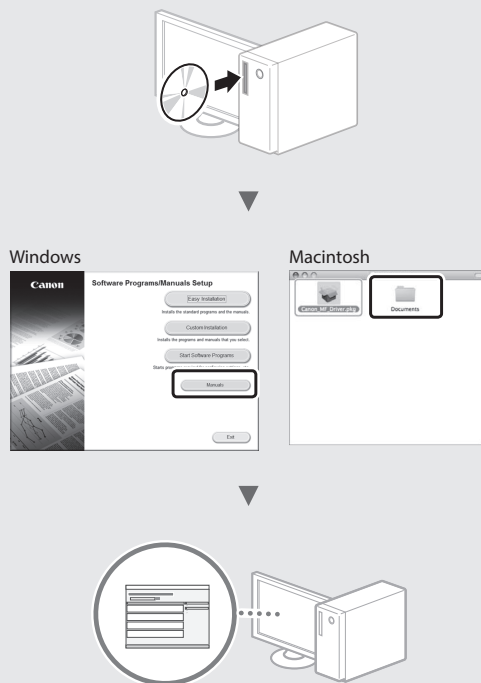 Windows
Macintosh
Canon
Software Programs/Manuals Setup
Easy Installation
Installs the standard programs and the manuals.
Custom Installation
Installs the programs and manuals that you select.
Start Software Programs
Manuals
Exit
Canon_MF_Driver.pkg
Documents